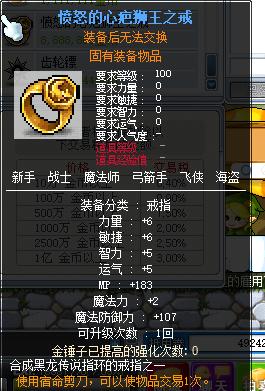 愤怒的心疤狮王之戒
装备后无法交换
固有装备物品
要求等级： 100
要求力量： 0
要求敏捷： 0
要求智力： 0
要求运气： 0
要求人气度 -
道具等级 -
道具经验值 -
新手 战士 魔法师 弓箭手 飞侠 海盗
装备分类 : 戒指
力量 : +6
敏捷 : +6
智力 : +5
运气 : +5
MP : +183
魔法力 : +2
魔法防御力 : +107
可升级次数 : 1回
金锤子已提高的强化次数: 0
合成黑龙传说指环的戒指之一
使用宿命剪刀，可以使物品交易1次。